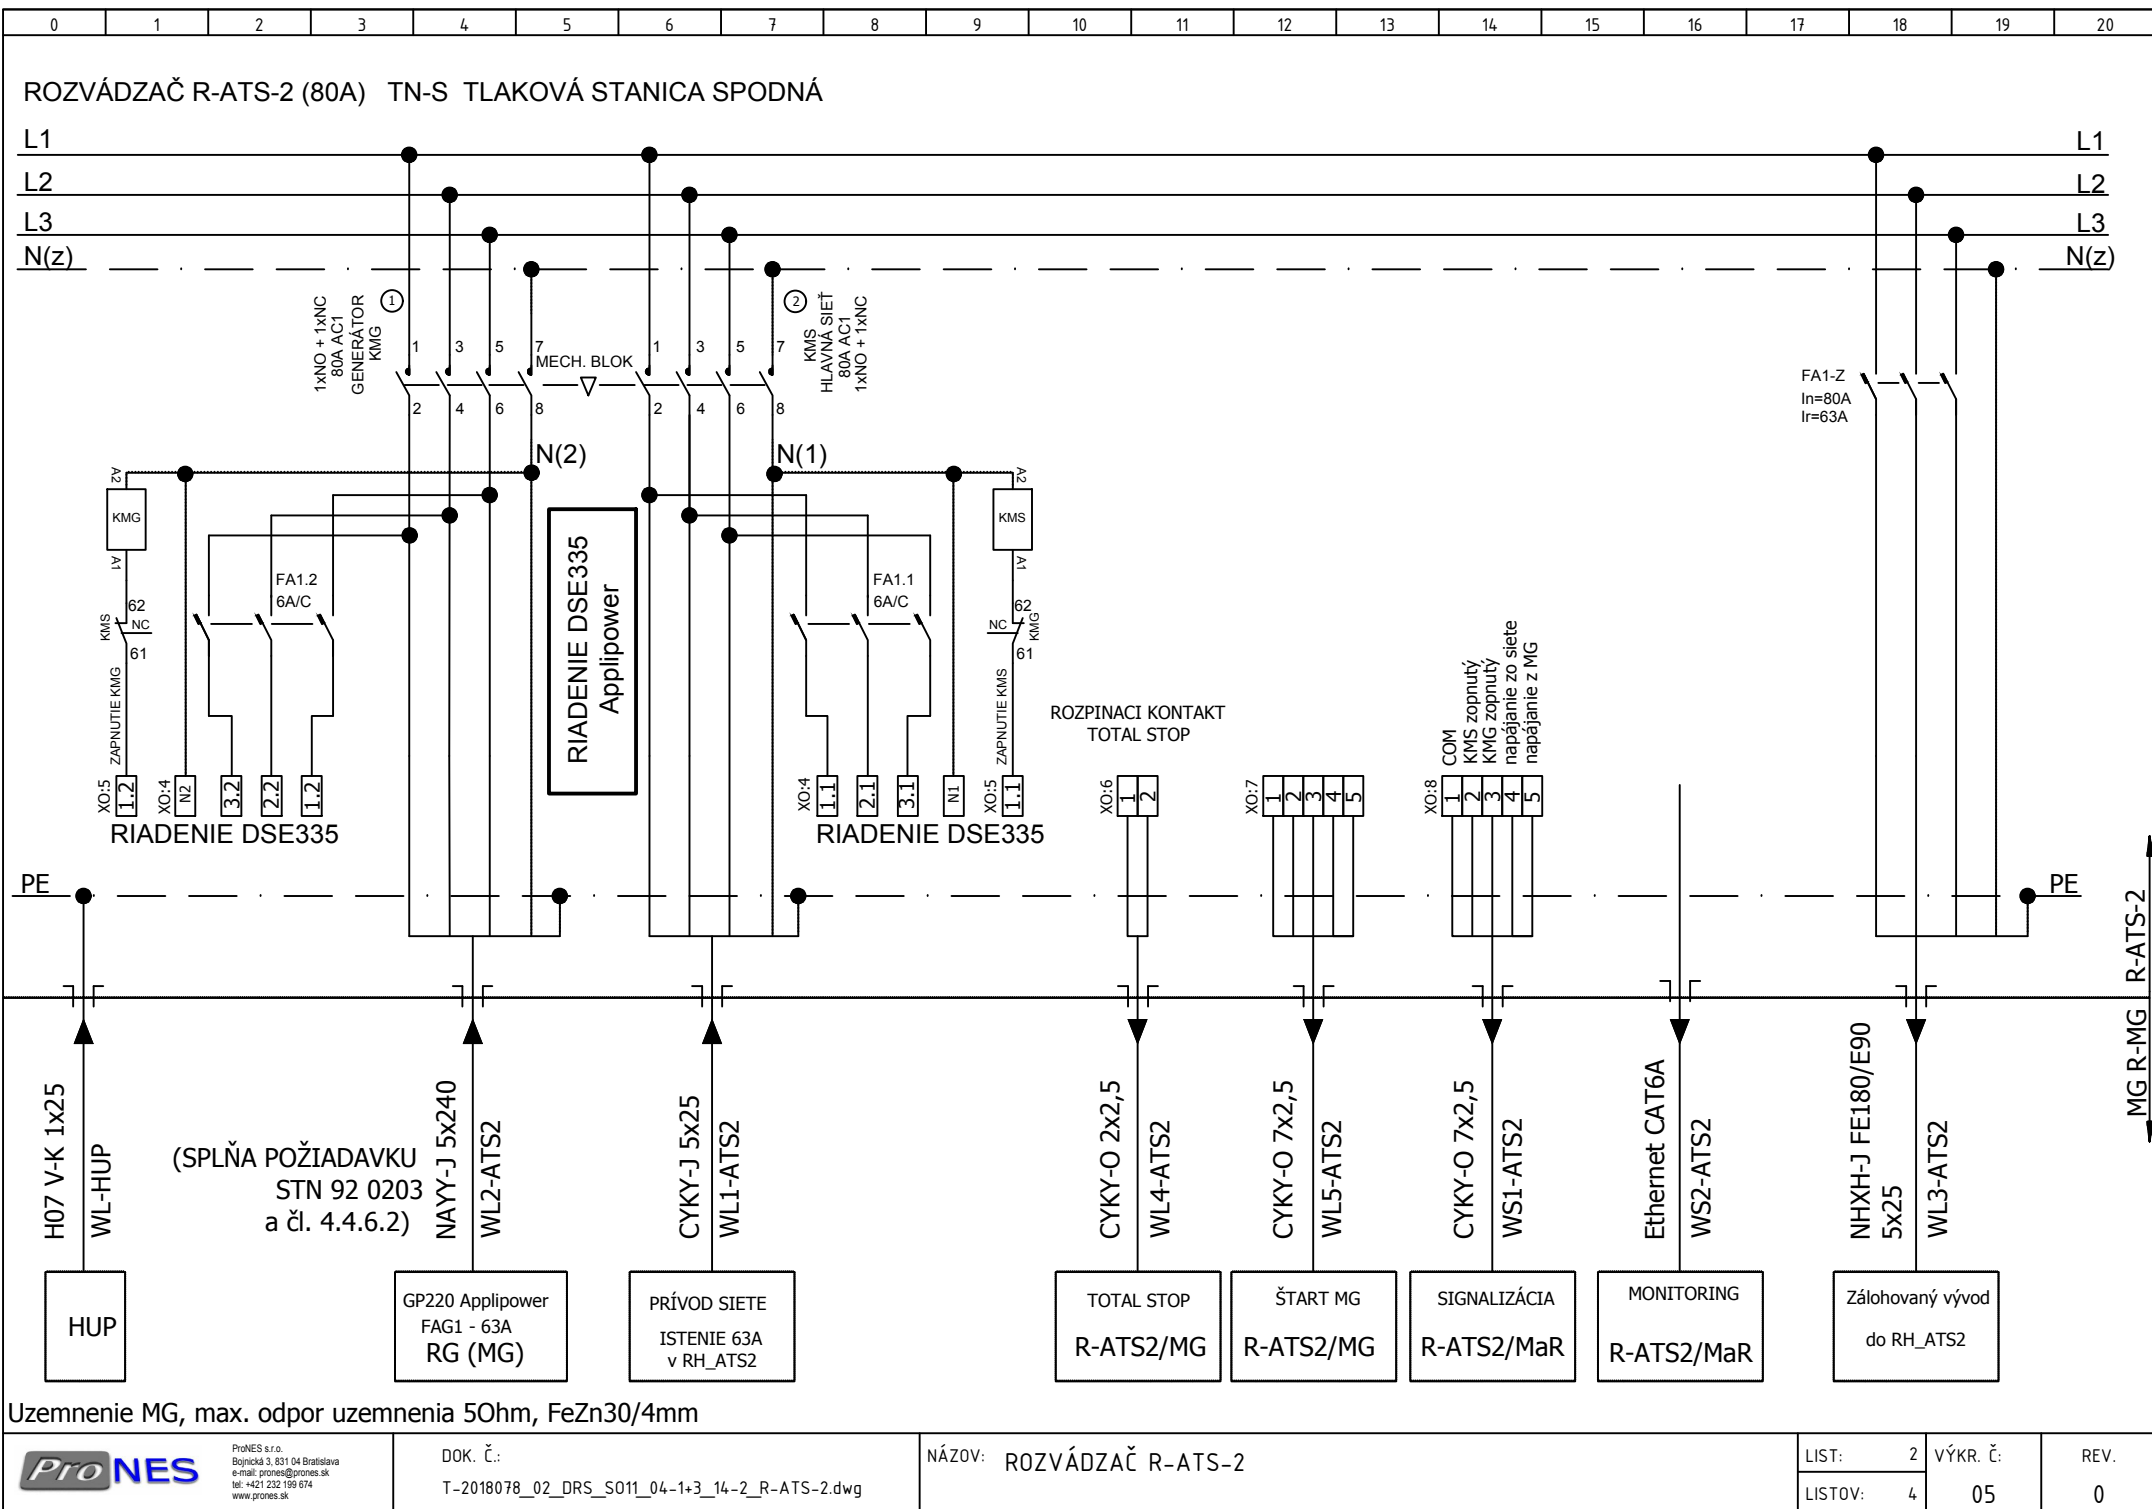 0 1 2 3 4 5 6 7 8 9 10 11 12 13 14 15 16 17 18 19 20
ROZVÁDZAČ R-ATS-2 (80A) TN-S TLAKOVÁ STANICA SPODNÁ
L1 L1
L2 L2
L3 L3
N(z) N(z)
1xNO + 1xNC
80A AC1
GENERÁTOR
KMG
1
2
KMS
HLAVNÁ SIEŤ
80A AC1
1xNO + 1xNC
1 3 5 7
MECH. BLOK
1 3 5 7
2 4 6 8
2 4 6 8
FA1-Z
In=80A
Ir=63A
N(2)
N(1)
A2
KMG
A1
62
KMS
NC
61
ZAPNUTIE KMG
FA1.2
6A/C
RIADENIE DSE335
Applipower
FA1.1
6A/C
A2
KMS
A1
62
NC
KMG
61
ZAPNUTIE KMS
XO:5
1.2
XO:4
N2
3.2
2.2
1.2
RIADENIE DSE335
XO:4
1.1
2.1
3.1
N1
XO:5
1.1
RIADENIE DSE335
ROZPINACI KONTAKT
TOTAL STOP
XO:6
1 2
XO:7
1 2 3 4 5
COM
KMS zopnutý
KMG zopnutý
napájanie zo siete
napájanie z MG
XO:8
1 2 3 4 5
PE PE
R-ATS-2
MG R-MG
H07 V-K 1x25
WL-HUP
(SPĹŇA POŽIADAVKU
STN 92 0203
a čl. 4.4.6.2)
NAYY-J 5x240
WL2-ATS2
CYKY-J 5x25
WL1-ATS2
CYKY-O 2x2,5
WL4-ATS2
CYKY-O 7x2,5
WL5-ATS2
CYKY-O 7x2,5
WS1-ATS2
Ethernet CAT6A
WS2-ATS2
NHXH-J FE180/E90
5x25
WL3-ATS2
HUP
GP220 Applipower
FAG1 - 63A
RG (MG)
PRÍVOD SIETE
ISTENIE 63A
v RH_ATS2
TOTAL STOP
R-ATS2/MG
ŠTART MG
R-ATS2/MG
SIGNALIZÁCIA
R-ATS2/MaR
MONITORING
R-ATS2/MaR
Zálohovaný vývod
do RH_ATS2
Uzemnenie MG, max. odpor uzemnenia 5Ohm, FeZn30/4mm
Pro NES
ProNES s.r.o.
Bojnická 3, 831 04 Bratislava
e-mail: prones@prones.sk
tel: +421 232 199 674
www.prones.sk
DOK. Č.:
T-2018078_02_DRS_SO11_04-1+3_14-2_R-ATS-2.dwg
NÁZOV: ROZVÁDZAČ R-ATS-2
LIST: 2
LISTOV: 4
VÝKR. Č:
05
REV.
0